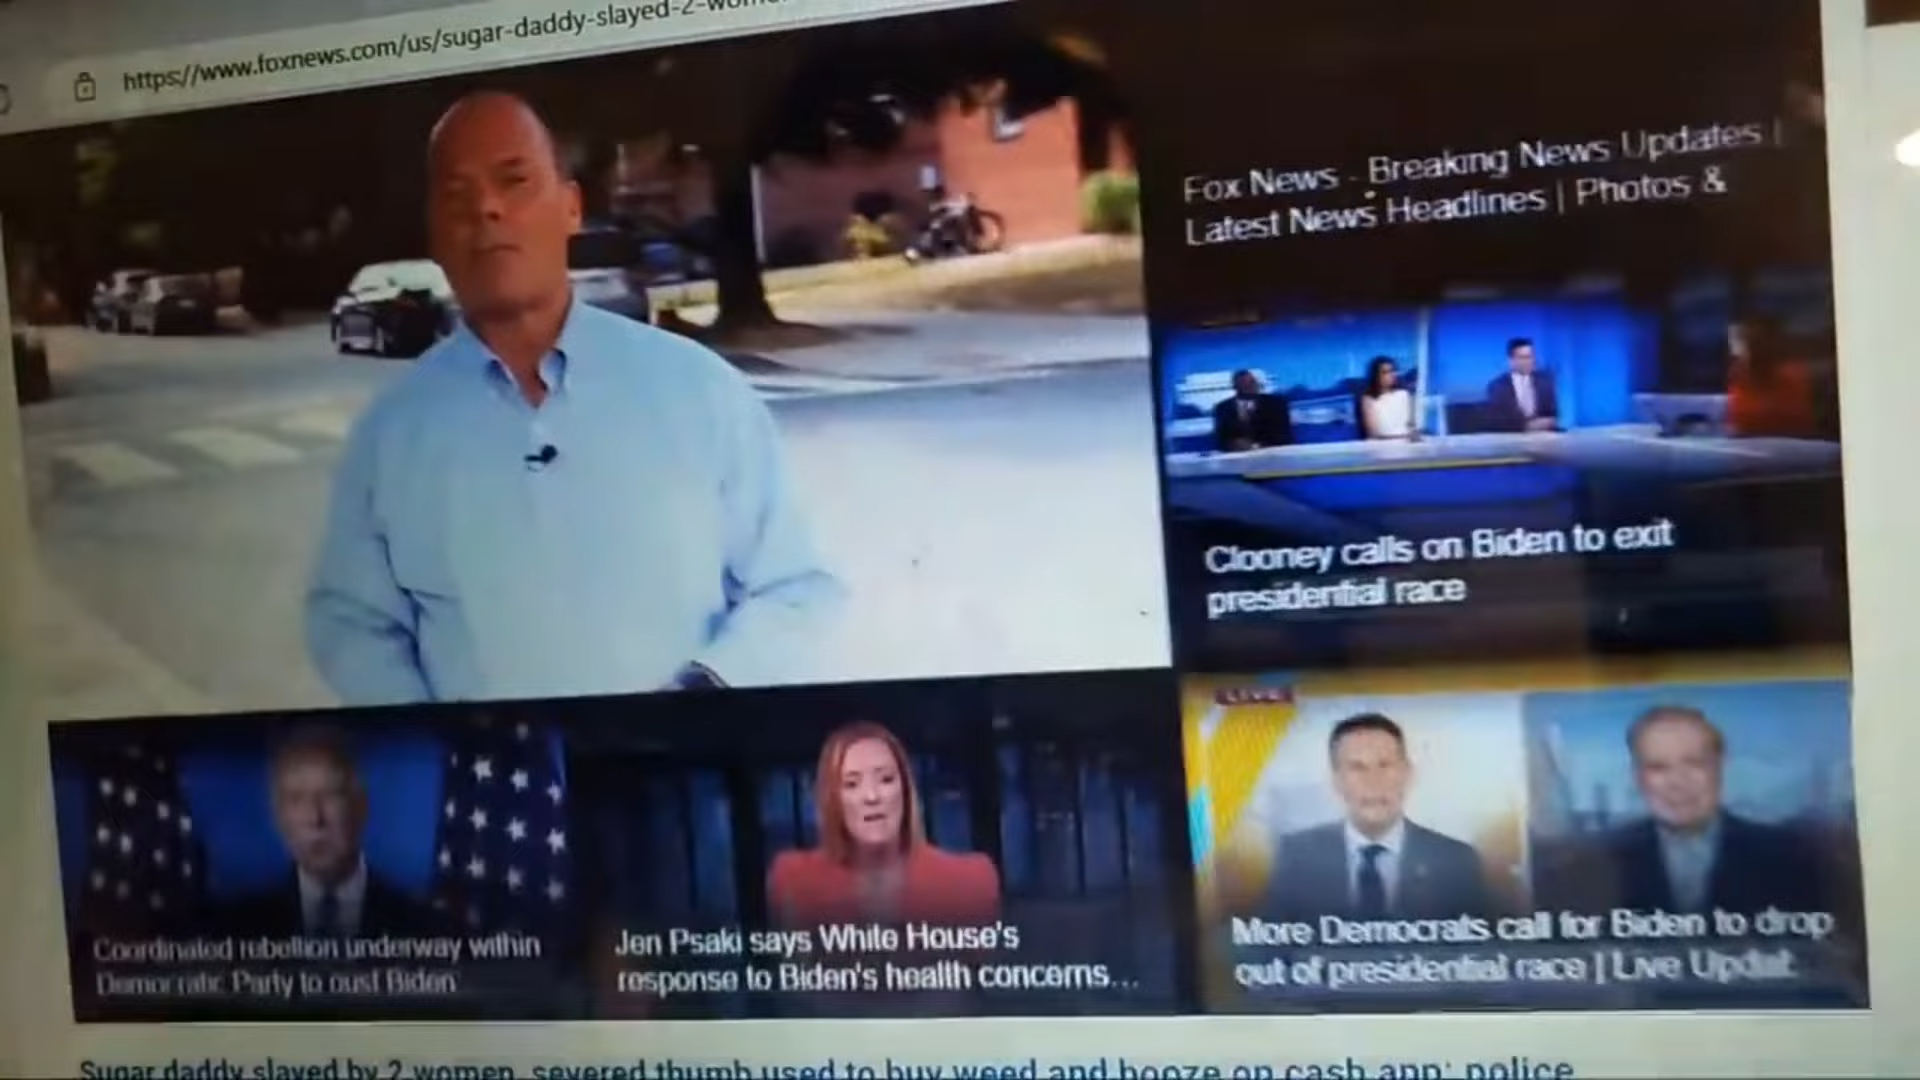 https://www.foxnews.com/us/sugar-daddy-slayed-2-wom
Fox News - Breaking News Updates |
Latest News Headlines | Photos &
Clooney calls on Biden to exit
presidential race
LIVE
Coordinated rebellion underway within
Democratic Party to oust Biden
Jen Psaki says White House's
response to Biden's health concerns...
More Democrats call for Biden to drop
out of presidential race | Live Updat
Sugar daddy slayed by 2 women, severed thumb used to buy weed and booze on cash app: police